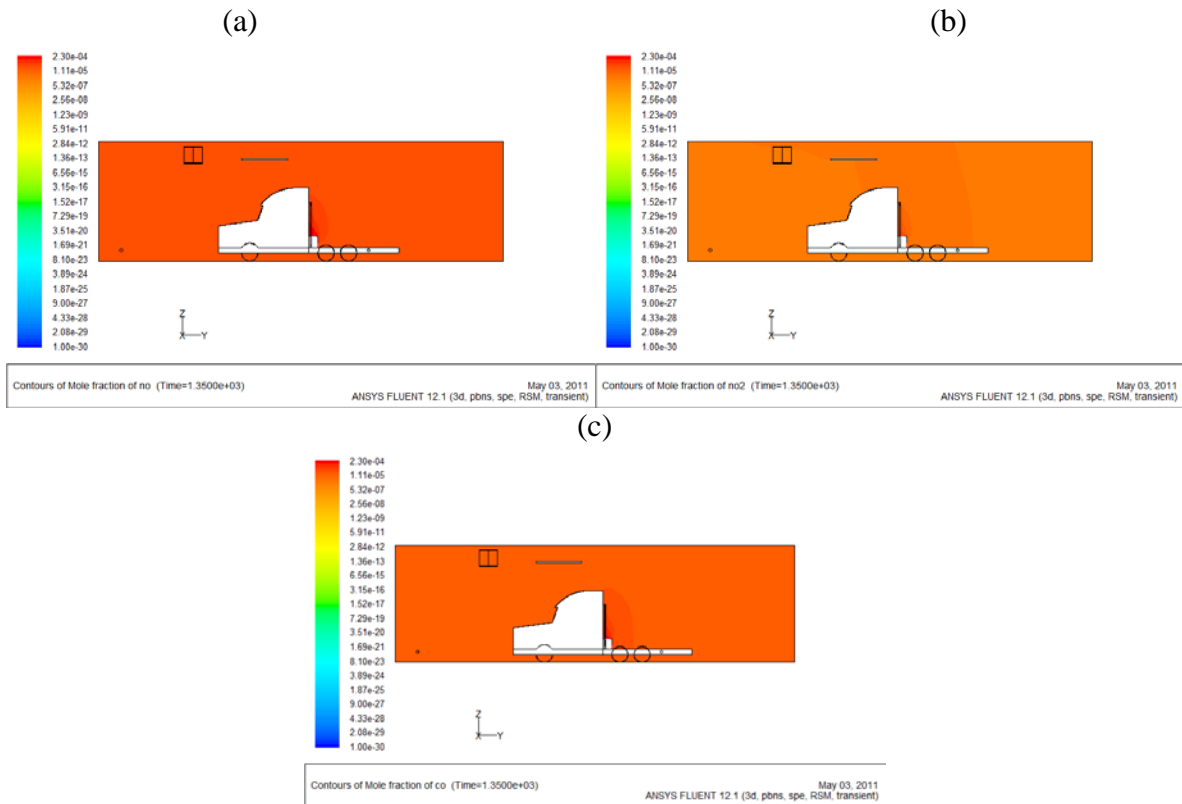 (a)
2.30e-04
1.11e-05
5.32e-07
2.56e-08
1.23e-09
5.91e-11
2.84e-12
1.36e-13
6.56e-15
3.15e-16
1.52e-17
7.29e-19
3.51e-20
1.69e-21
8.10e-23
3.89e-24
1.87e-25
9.00e-27
4.33e-28
2.08e-29
1.00e-30
Z
X Y
Contours of Mole fraction of no (Time=1.3500e+03)
May 03, 2011
ANSYS FLUENT 12.1 (3d, pbns, spe, RSM, transient)
(b)
2.30e-04
1.11e-05
5.32e-07
2.56e-08
1.23e-09
5.91e-11
2.84e-12
1.36e-13
6.56e-15
3.15e-16
1.52e-17
7.29e-19
3.51e-20
1.69e-21
8.10e-23
3.89e-24
1.87e-25
9.00e-27
4.33e-28
2.08e-29
1.00e-30
Z
X Y
Contours of Mole fraction of no2 (Time=1.3500e+03)
May 03, 2011
ANSYS FLUENT 12.1 (3d, pbns, spe, RSM, transient)
(c)
2.30e-04
1.11e-05
5.32e-07
2.56e-08
1.23e-09
5.91e-11
2.84e-12
1.36e-13
6.56e-15
3.15e-16
1.52e-17
7.29e-19
3.51e-20
1.69e-21
8.10e-23
3.89e-24
1.87e-25
9.00e-27
4.33e-28
2.08e-29
1.00e-30
Z
X Y
Contours of Mole fraction of co (Time=1.3500e+03)
May 03, 2011
ANSYS FLUENT 12.1 (3d, pbns, spe, RSM, transient)